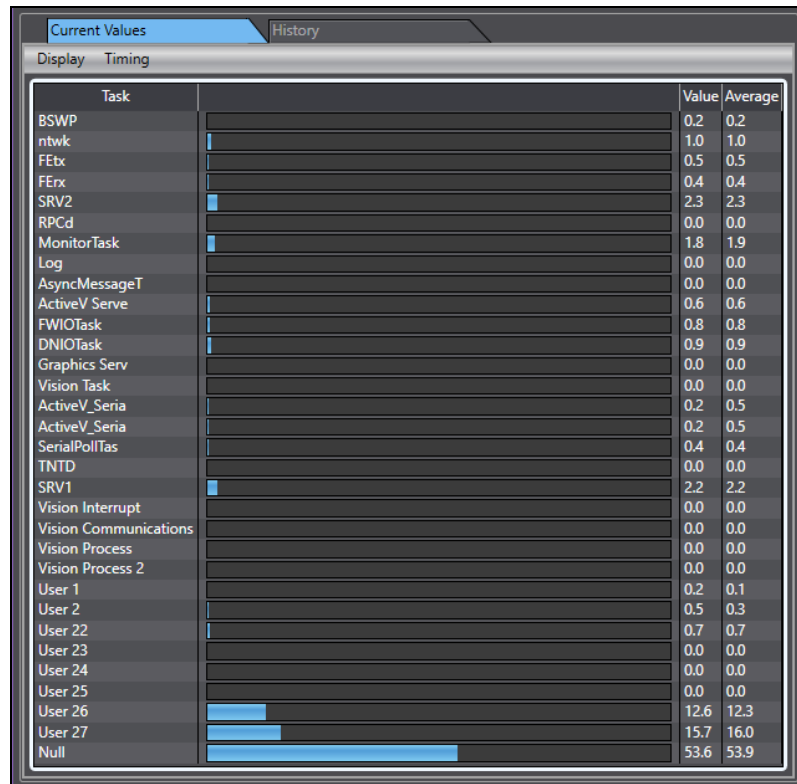 Current Values History
Display Timing
Task Value Average
BSWP 0.2 0.2
ntwk 1.0 1.0
FEtx 0.5 0.5
FErx 0.4 0.4
SRV2 2.3 2.3
RPCd 0.0 0.0
MonitorTask 1.8 1.9
Log 0.0 0.0
AsyncMessageT 0.0 0.0
ActiveV Serve 0.6 0.6
FWIOTask 0.8 0.8
DNIOTask 0.9 0.9
Graphics Serv 0.0 0.0
Vision Task 0.0 0.0
ActiveV_Seria 0.2 0.5
ActiveV_Seria 0.2 0.5
SerialPollTas 0.4 0.4
TNTD 0.0 0.0
SRV1 2.2 2.2
Vision Interrupt 0.0 0.0
Vision Communications 0.0 0.0
Vision Process 0.0 0.0
Vision Process 2 0.0 0.0
User 1 0.2 0.1
User 2 0.5 0.3
User 22 0.7 0.7
User 23 0.0 0.0
User 24 0.0 0.0
User 25 0.0 0.0
User 26 12.6 12.3
User 27 15.7 16.0
Null 53.6 53.9